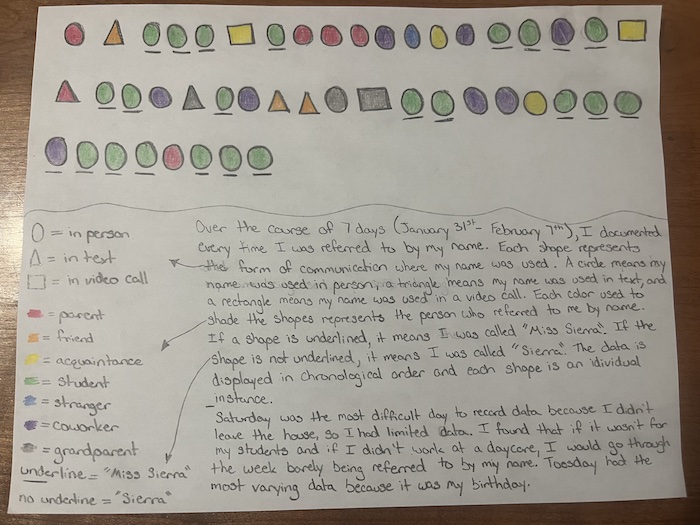 = in person
= in text
= in video call
= parent
= friend
= acquaintance
= student
= stranger
= coworker
= grandparent
underline = "Miss Sierra"
no underline = "Sierra"
Over the course of 7 days (January 31st - February 7th), I documented
every time I was referred to by my name. Each shape represents
the form of communication where my name was used. A circle means my
name was used in person, a triangle means my name was used in text, and
a rectangle means my name was used in a video call. Each color used to
shade the shapes represents the person who referred to me by name.
If a shape is underlined, it means I was called "Miss Sierra". If the
shape is not underlined, it means I was called "Sierra". The data is
displayed in chronological order and each shape is an idividual
instance.
Saturday was the most difficult day to record data because I didn't
leave the house, so I had limited data. I found that if it wasn't for
my students and if I didn't work at a daycare, I would go through
the week barely being referred to by my name. Tuesday had the
most varying data because it was my birthday.